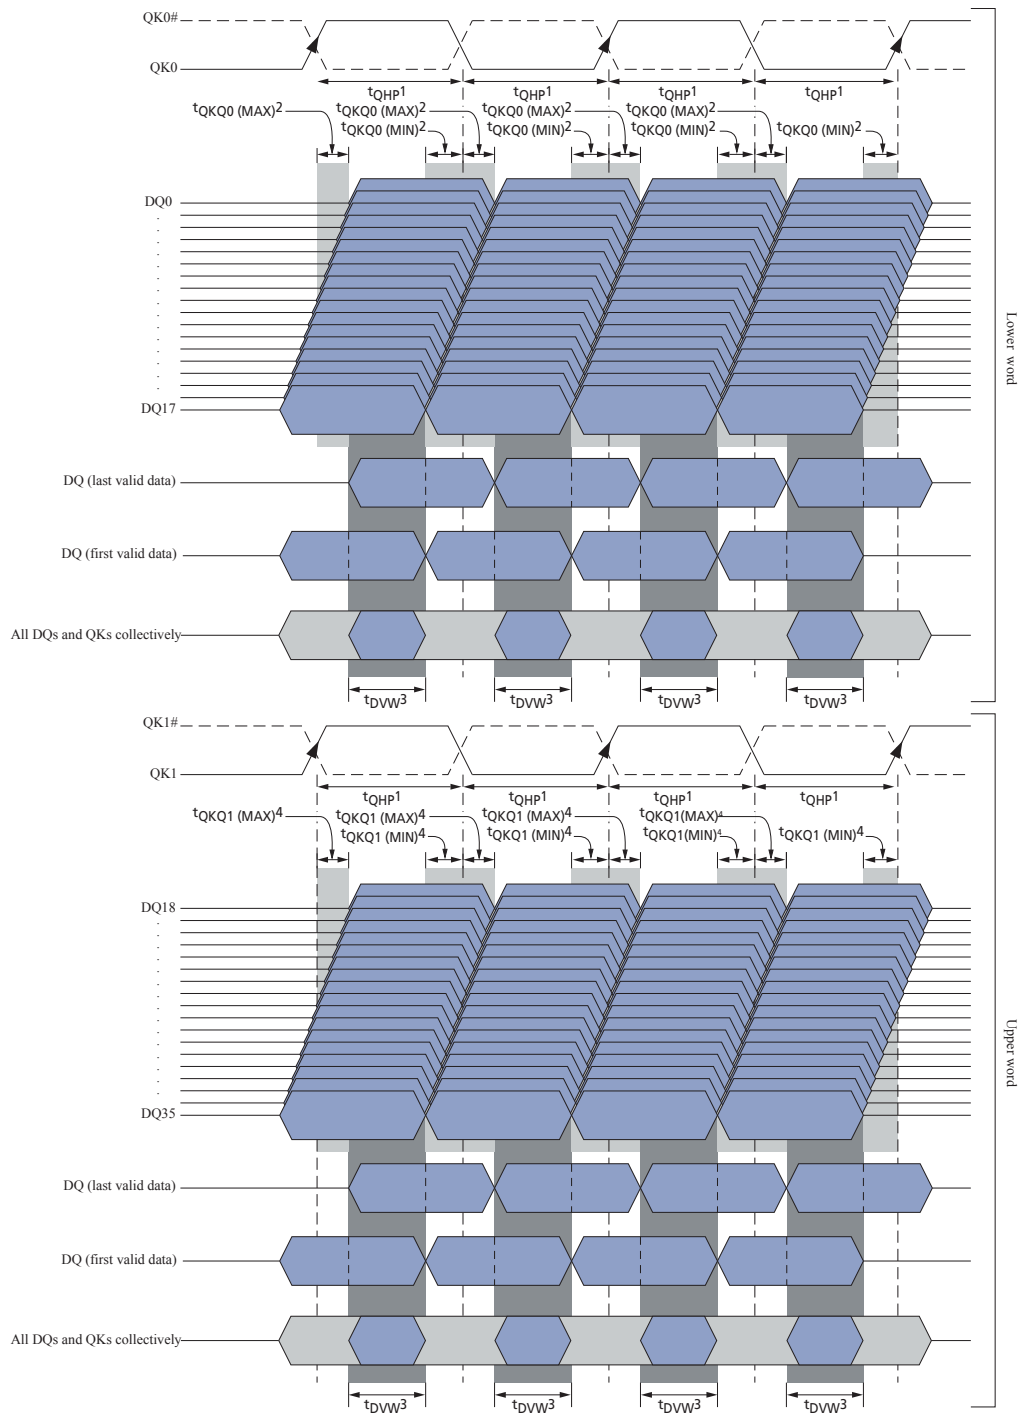 QK0#
QK0
tQHP1 tQHP1 tQHP1 tQHP1
tQKQ0 (MAX)2 tQKQ0 (MAX)2 tQKQ0 (MAX)2 tQKQ0 (MAX)2
tQKQ0 (MIN)2 tQKQ0 (MIN)2 tQKQ0 (MIN)2 tQKQ0 (MIN)2
DQ0
DQ17
DQ (last valid data)
DQ (first valid data)
All DQs and QKs collectively
tDVW3 tDVW3 tDVW3 tDVW3
Lower word
QK1#
QK1
tQHP1 tQHP1 tQHP1 tQHP1
tQKQ1 (MAX)4 tQKQ1 (MAX)4 tQKQ1 (MAX)4 tQKQ1(MAX)4
tQKQ1 (MIN)4 tQKQ1 (MIN)4 tQKQ1(MIN)4 tQKQ1 (MIN)4
DQ18
DQ35
DQ (last valid data)
DQ (first valid data)
All DQs and QKs collectively
tDVW3 tDVW3 tDVW3 tDVW3
Upper word